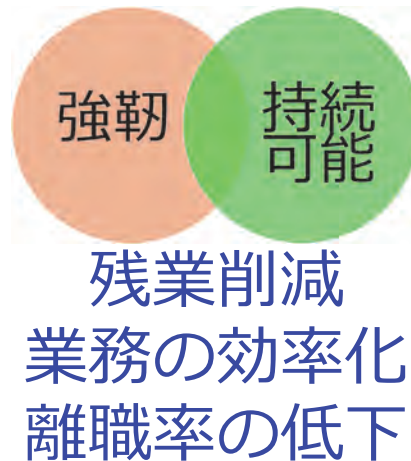 強靭
持続
可能
残業削減
業務の効率化
離職率の低下